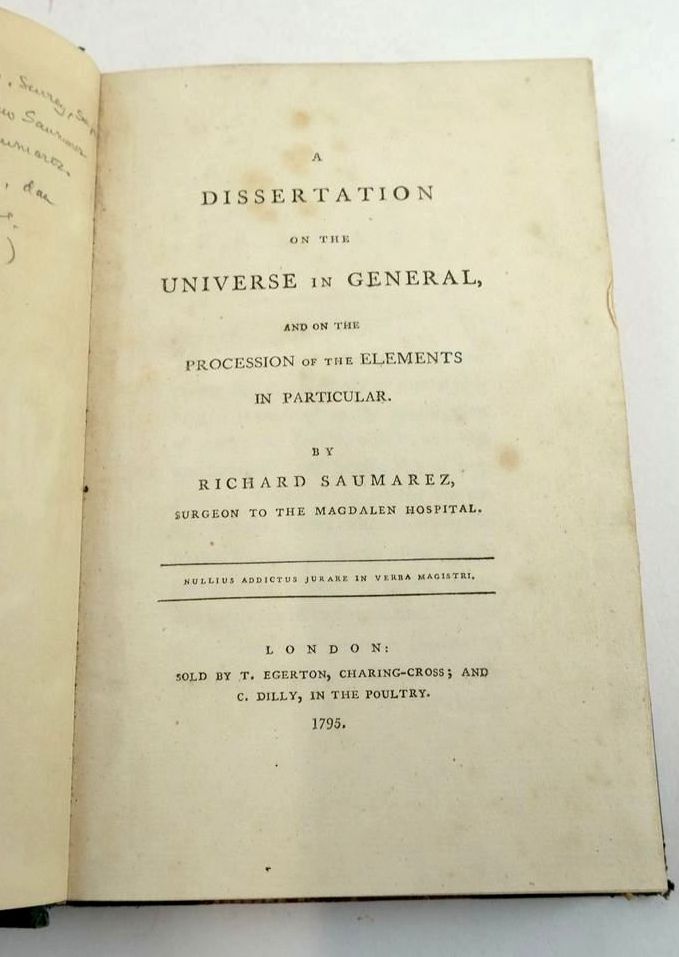 , Surrey,
Saumarez
)
A
DISSERTATION
ON THE
UNIVERSE IN GENERAL,
AND ON THE
PROCESSION OF THE ELEMENTS
IN PARTICULAR.
BY
RICHARD SAUMAREZ,
SURGEON TO THE MAGDALEN HOSPITAL.
NULLIUS ADDICTUS JURARE IN VERBA MAGISTRI.
LONDON:
SOLD BY T. EGERTON, CHARING-CROSS; AND
C. DILLY, IN THE POULTRY.
1795.